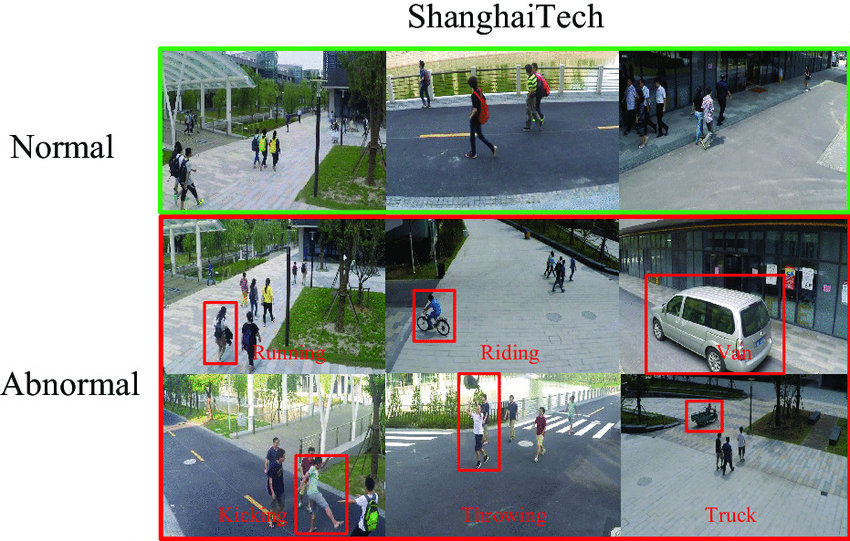 ShanghaiTech
Normal
Abnormal
Running
Riding
Van
Kicking
Throwing
Truck